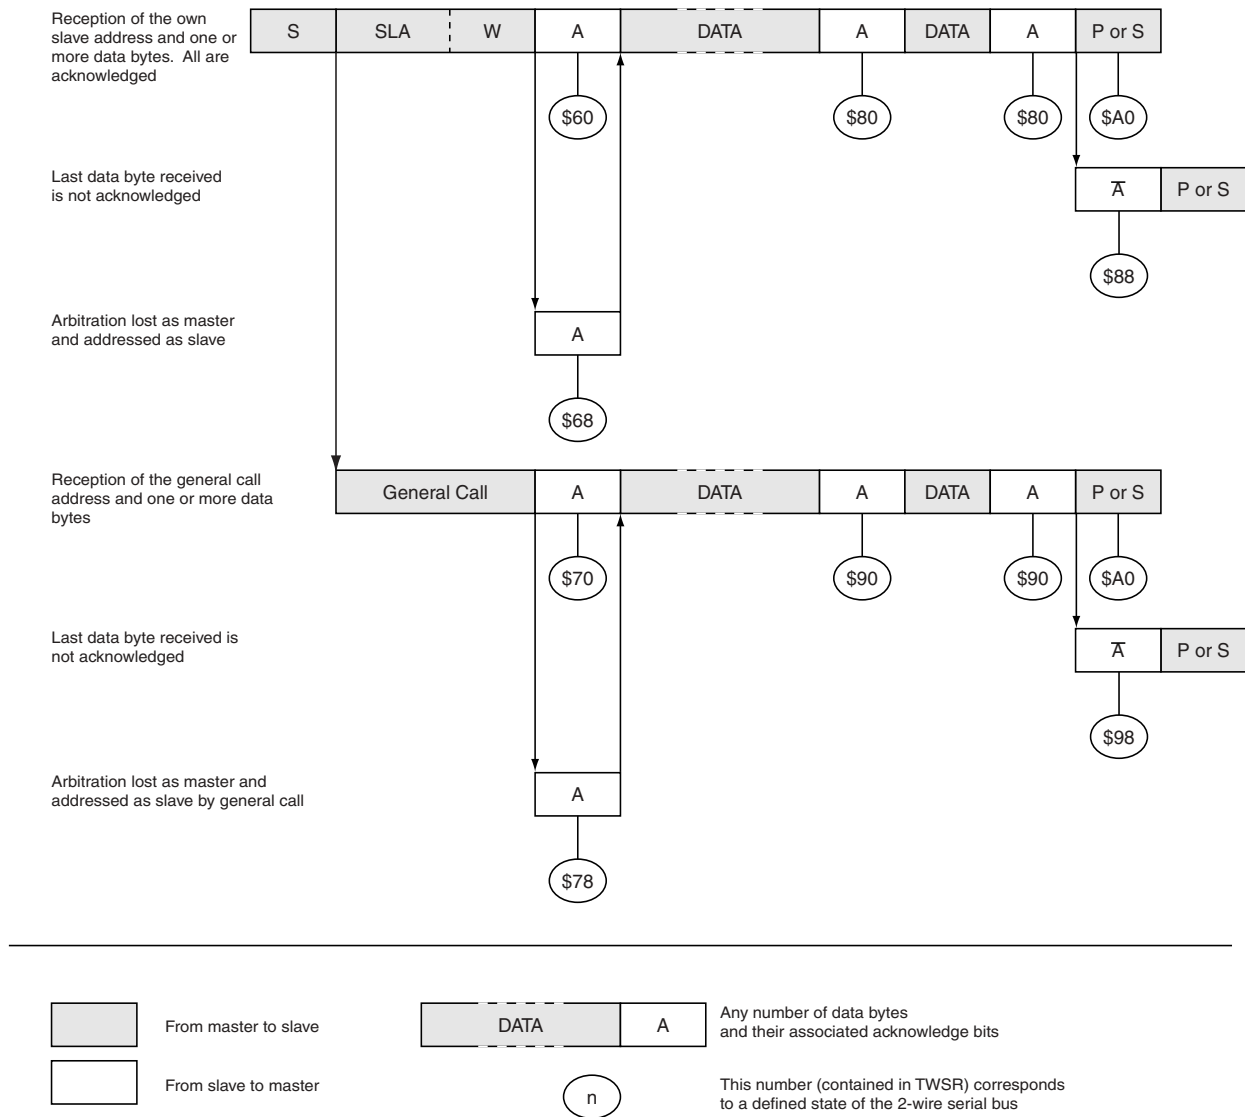 Reception of the own
slave address and one or
more data bytes.  All are
acknowledged
S SLA W A DATA A DATA A P or S
$60 $80 $80 $A0
Last data byte received
is not acknowledged
A̅ P or S
$88
Arbitration lost as master
and addressed as slave
A
$68
Reception of the general call
address and one or more data
bytes
General Call A DATA A DATA A P or S
$70 $90 $90 $A0
Last data byte received is
not acknowledged
A̅ P or S
$98
Arbitration lost as master and
addressed as slave by general call
A
$78
From master to slave
DATA A
Any number of data bytes
and their associated acknowledge bits
From slave to master
n
This number (contained in TWSR) corresponds
to a defined state of the 2-wire serial bus